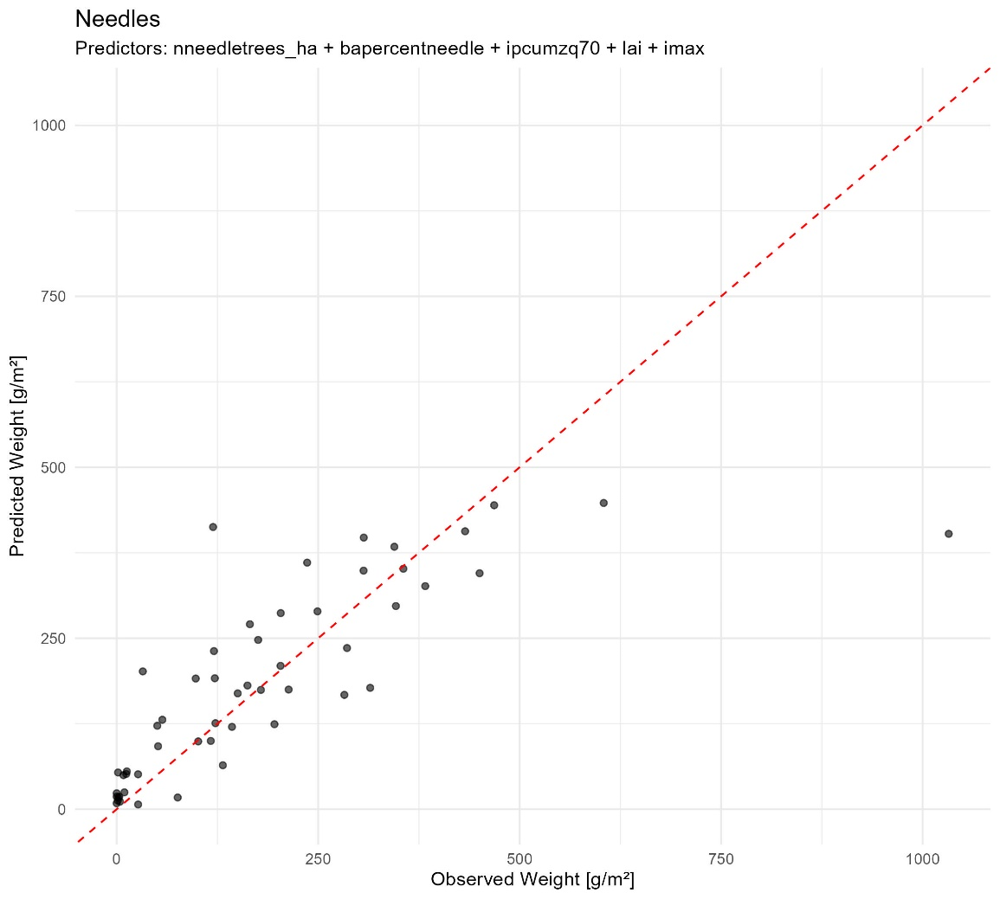 Needles
Predictors: nneedletrees_ha + bapercentneedle + ipcumzq70 + lai + imax
Predicted Weight [g/m²]
1000
750
500
250
0
0 250 500 750 1000
Observed Weight [g/m²]